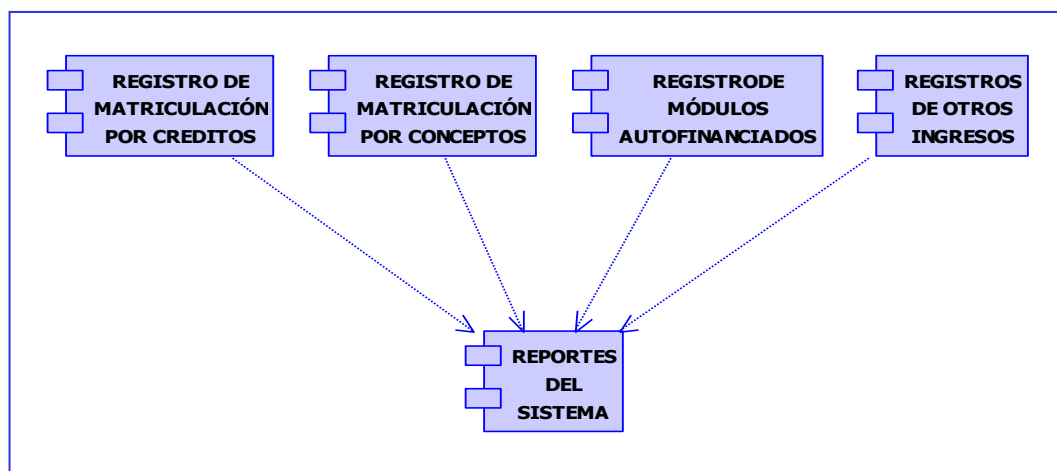 REGISTRO DE
MATRICULACIÓN
POR CREDITOS
REGISTRO DE
MATRICULACIÓN
POR CONCEPTOS
REGISTRODE
MÓDULOS
AUTOFINANCIADOS
REGISTROS
DE OTROS
INGRESOS
REPORTES
DEL
SISTEMA